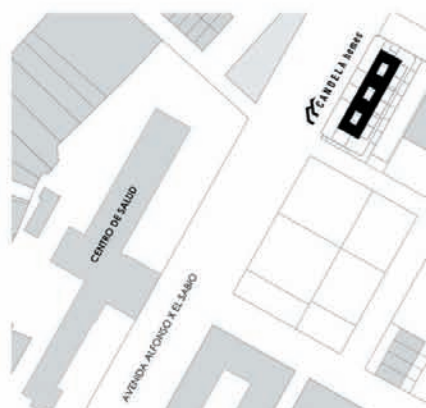 CANDELA homes
CENTRO DE SALUD
AVENIDA ALFONSO X EL SABIO